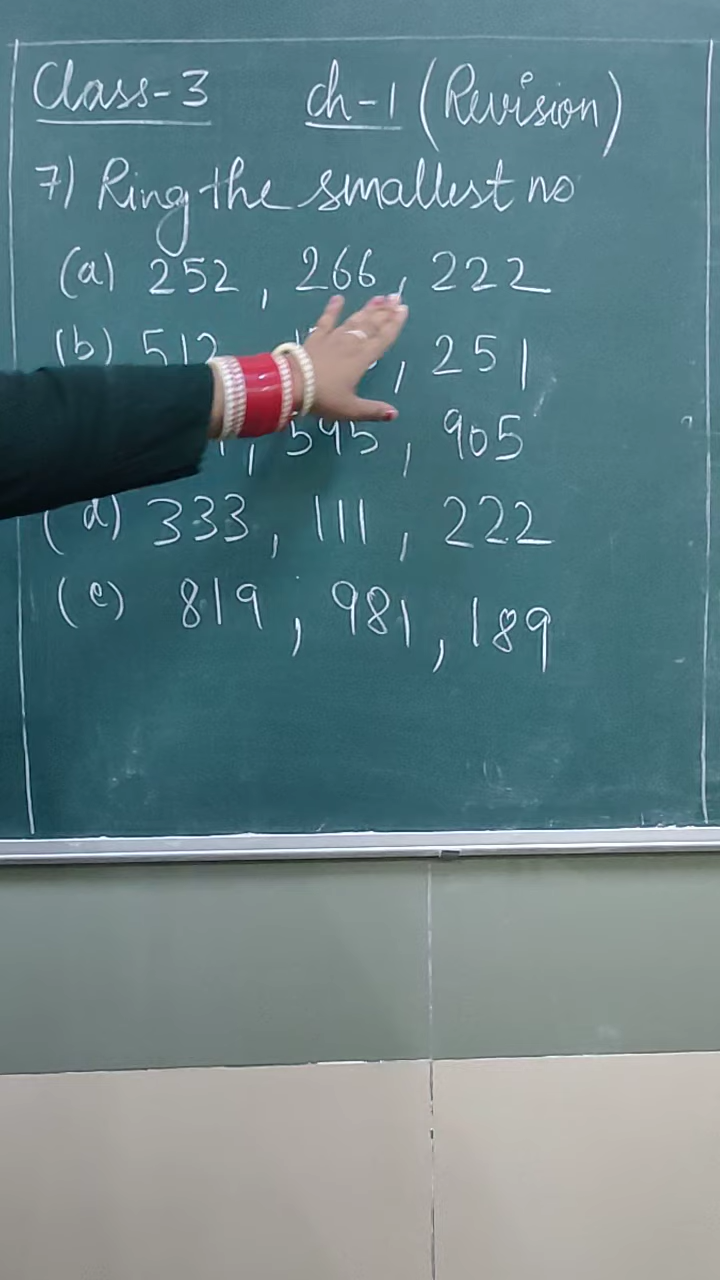 Class-3 ch-1 (Revision)
7) Ring the smallest no
(a) 252 , 266 , 222
(b) 512 , 251
595 , 905
(d) 333 , 111 , 222
(e) 819 , 981 , 189